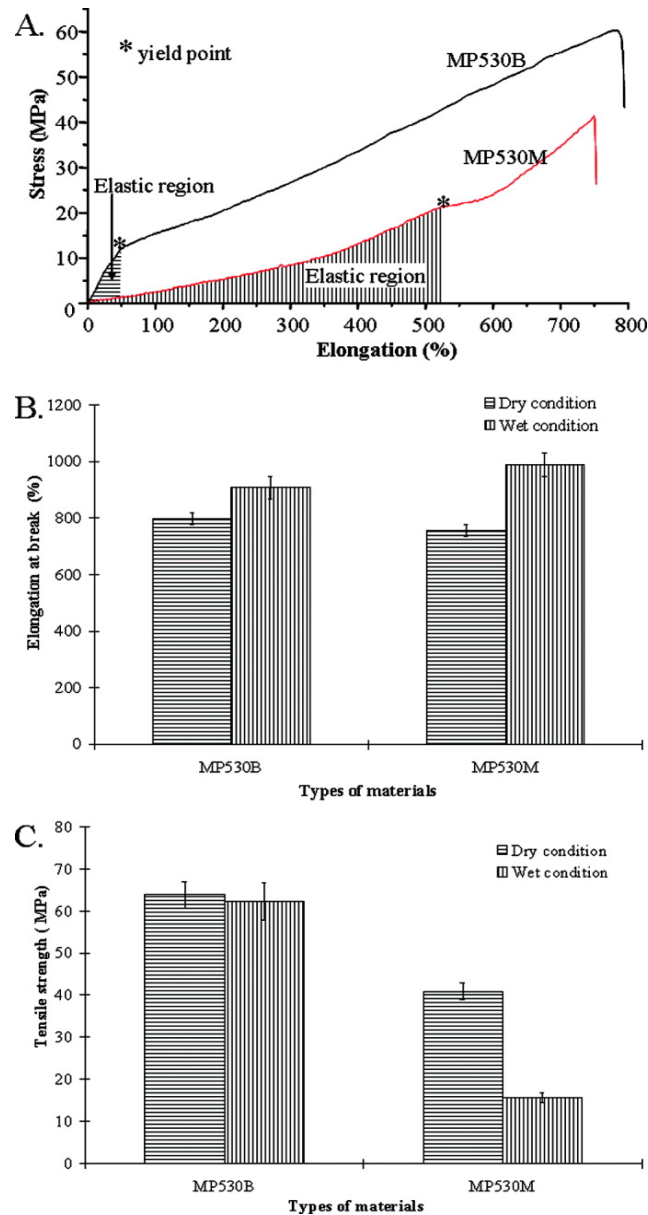 A.
60
50
40
30
20
10
0
Stress (MPa)
* yield point
MP530B
MP530M
Elastic region
*
*
Elastic region
0 100 200 300 400 500 600 700 800
Elongation (%)
B.
1200
1000
800
600
400
200
0
Elongation at break (%)
Dry condition
Wet condition
MP530B MP530M
Types of materials
C.
80
70
60
50
40
30
20
10
0
Tensile strength ( MPa)
Dry condition
Wet condition
MP530B MP530M
Types of materials